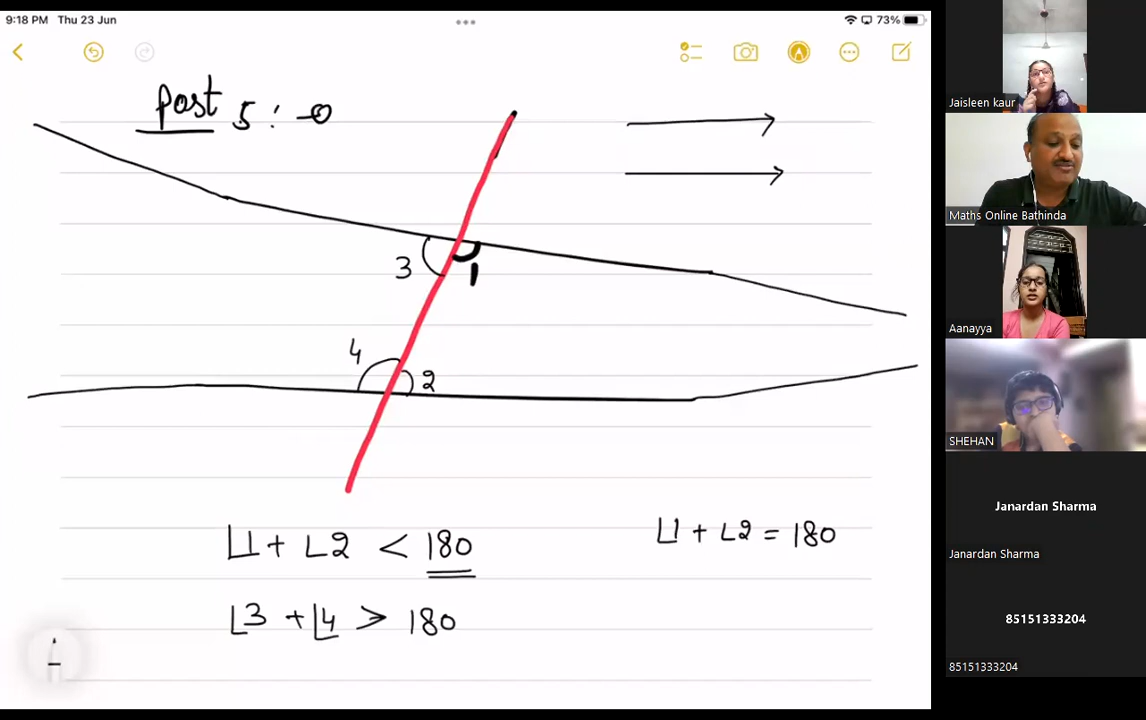 9:18 PM Thu 23 Jun
73%
Post 5 :-
3
1
4
2
∠1 + ∠2 < 180
∠1 + ∠2 = 180
∠3 + ∠4 > 180
Jaisleen kaur
Maths Online Bathinda
Aanayya
SHEHAN
Janardan Sharma
Janardan Sharma
85151333204
85151333204